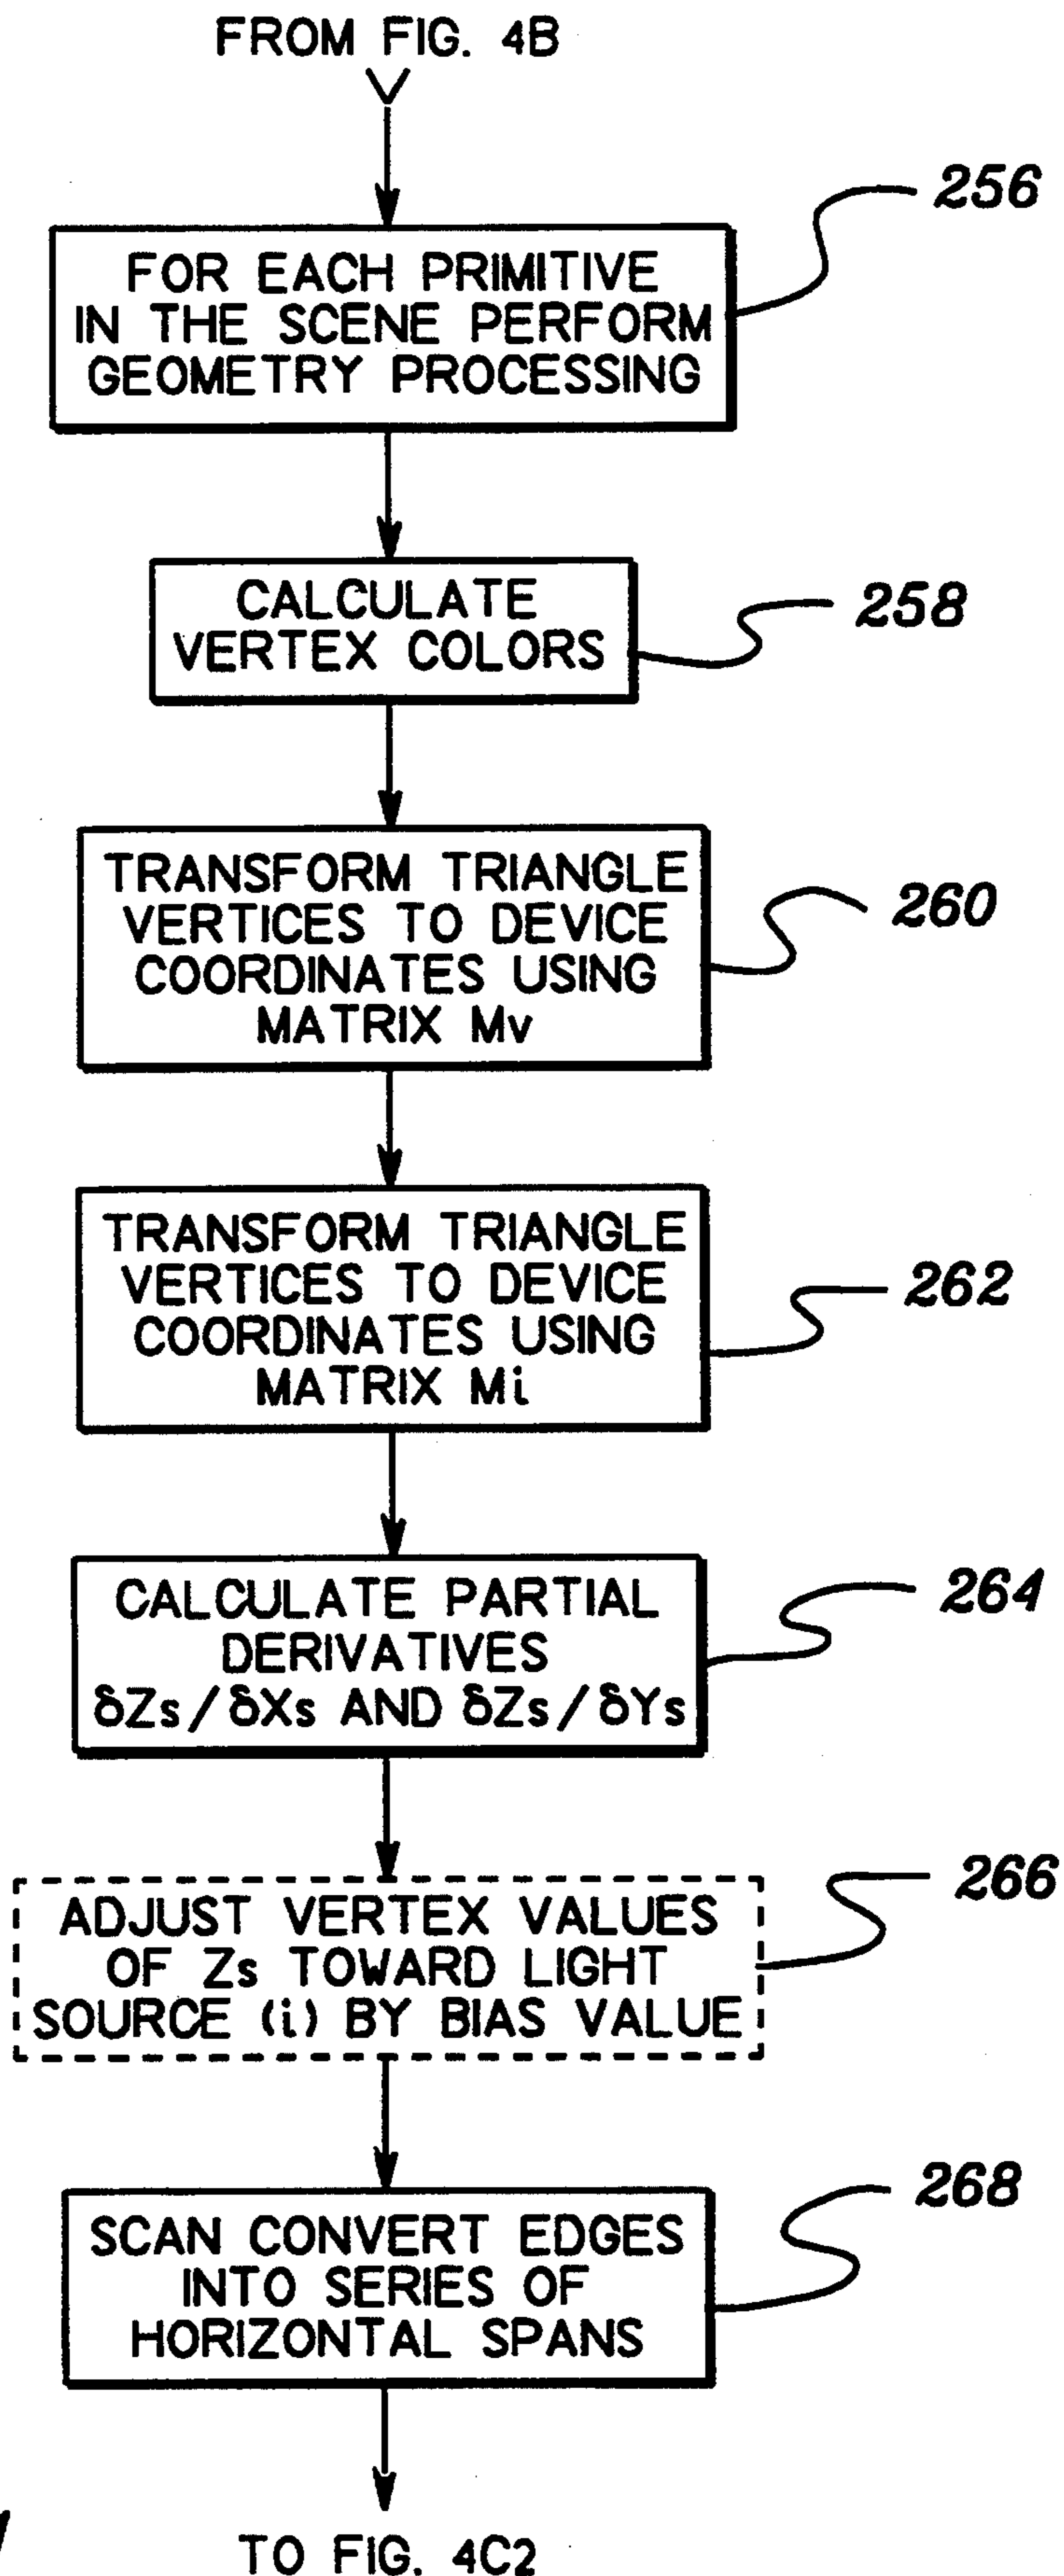 FROM FIG. 4B
256
FOR EACH PRIMITIVE
IN THE SCENE PERFORM
GEOMETRY PROCESSING
258
CALCULATE
VERTEX COLORS
260
TRANSFORM TRIANGLE
VERTICES TO DEVICE
COORDINATES USING
MATRIX Mv
262
TRANSFORM TRIANGLE
VERTICES TO DEVICE
COORDINATES USING
MATRIX Mi
264
CALCULATE PARTIAL
DERIVATIVES
δZs/δXs AND δZs/δYs
266
ADJUST VERTEX VALUES
OF Zs TOWARD LIGHT
SOURCE (i) BY BIAS VALUE
268
SCAN CONVERT EDGES
INTO SERIES OF
HORIZONTAL SPANS
TO FIG. 4C2